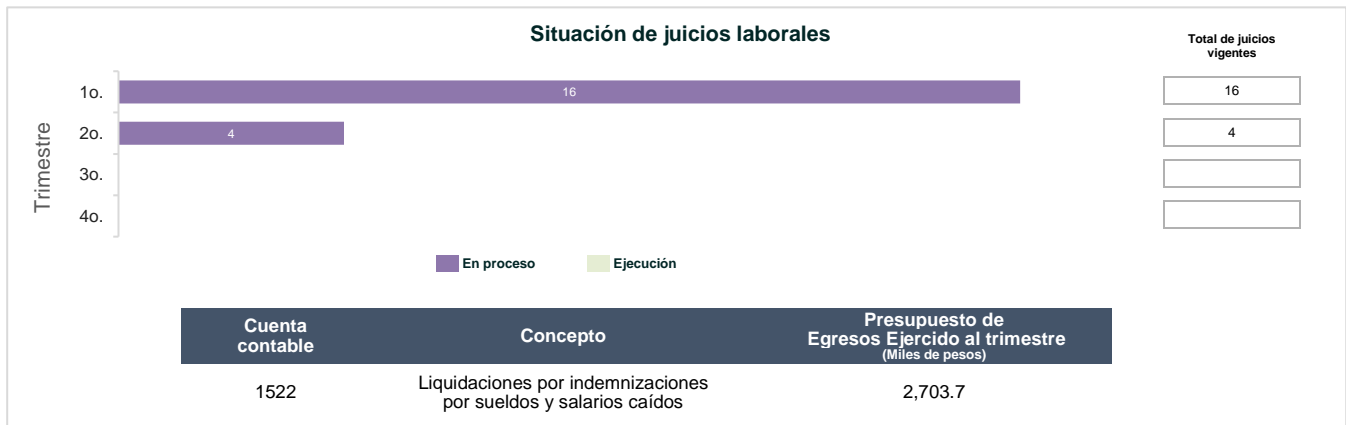 Situación de juicios laborales
Total de juicios
vigentes
Trimestre
1o.
16
16
2o.
4
4
3o.
4o.
En proceso
Ejecución
Cuenta
contable
Concepto
Presupuesto de
Egresos Ejercido al trimestre
(Miles de pesos)
1522
Liquidaciones por indemnizaciones
por sueldos y salarios caídos
2,703.7